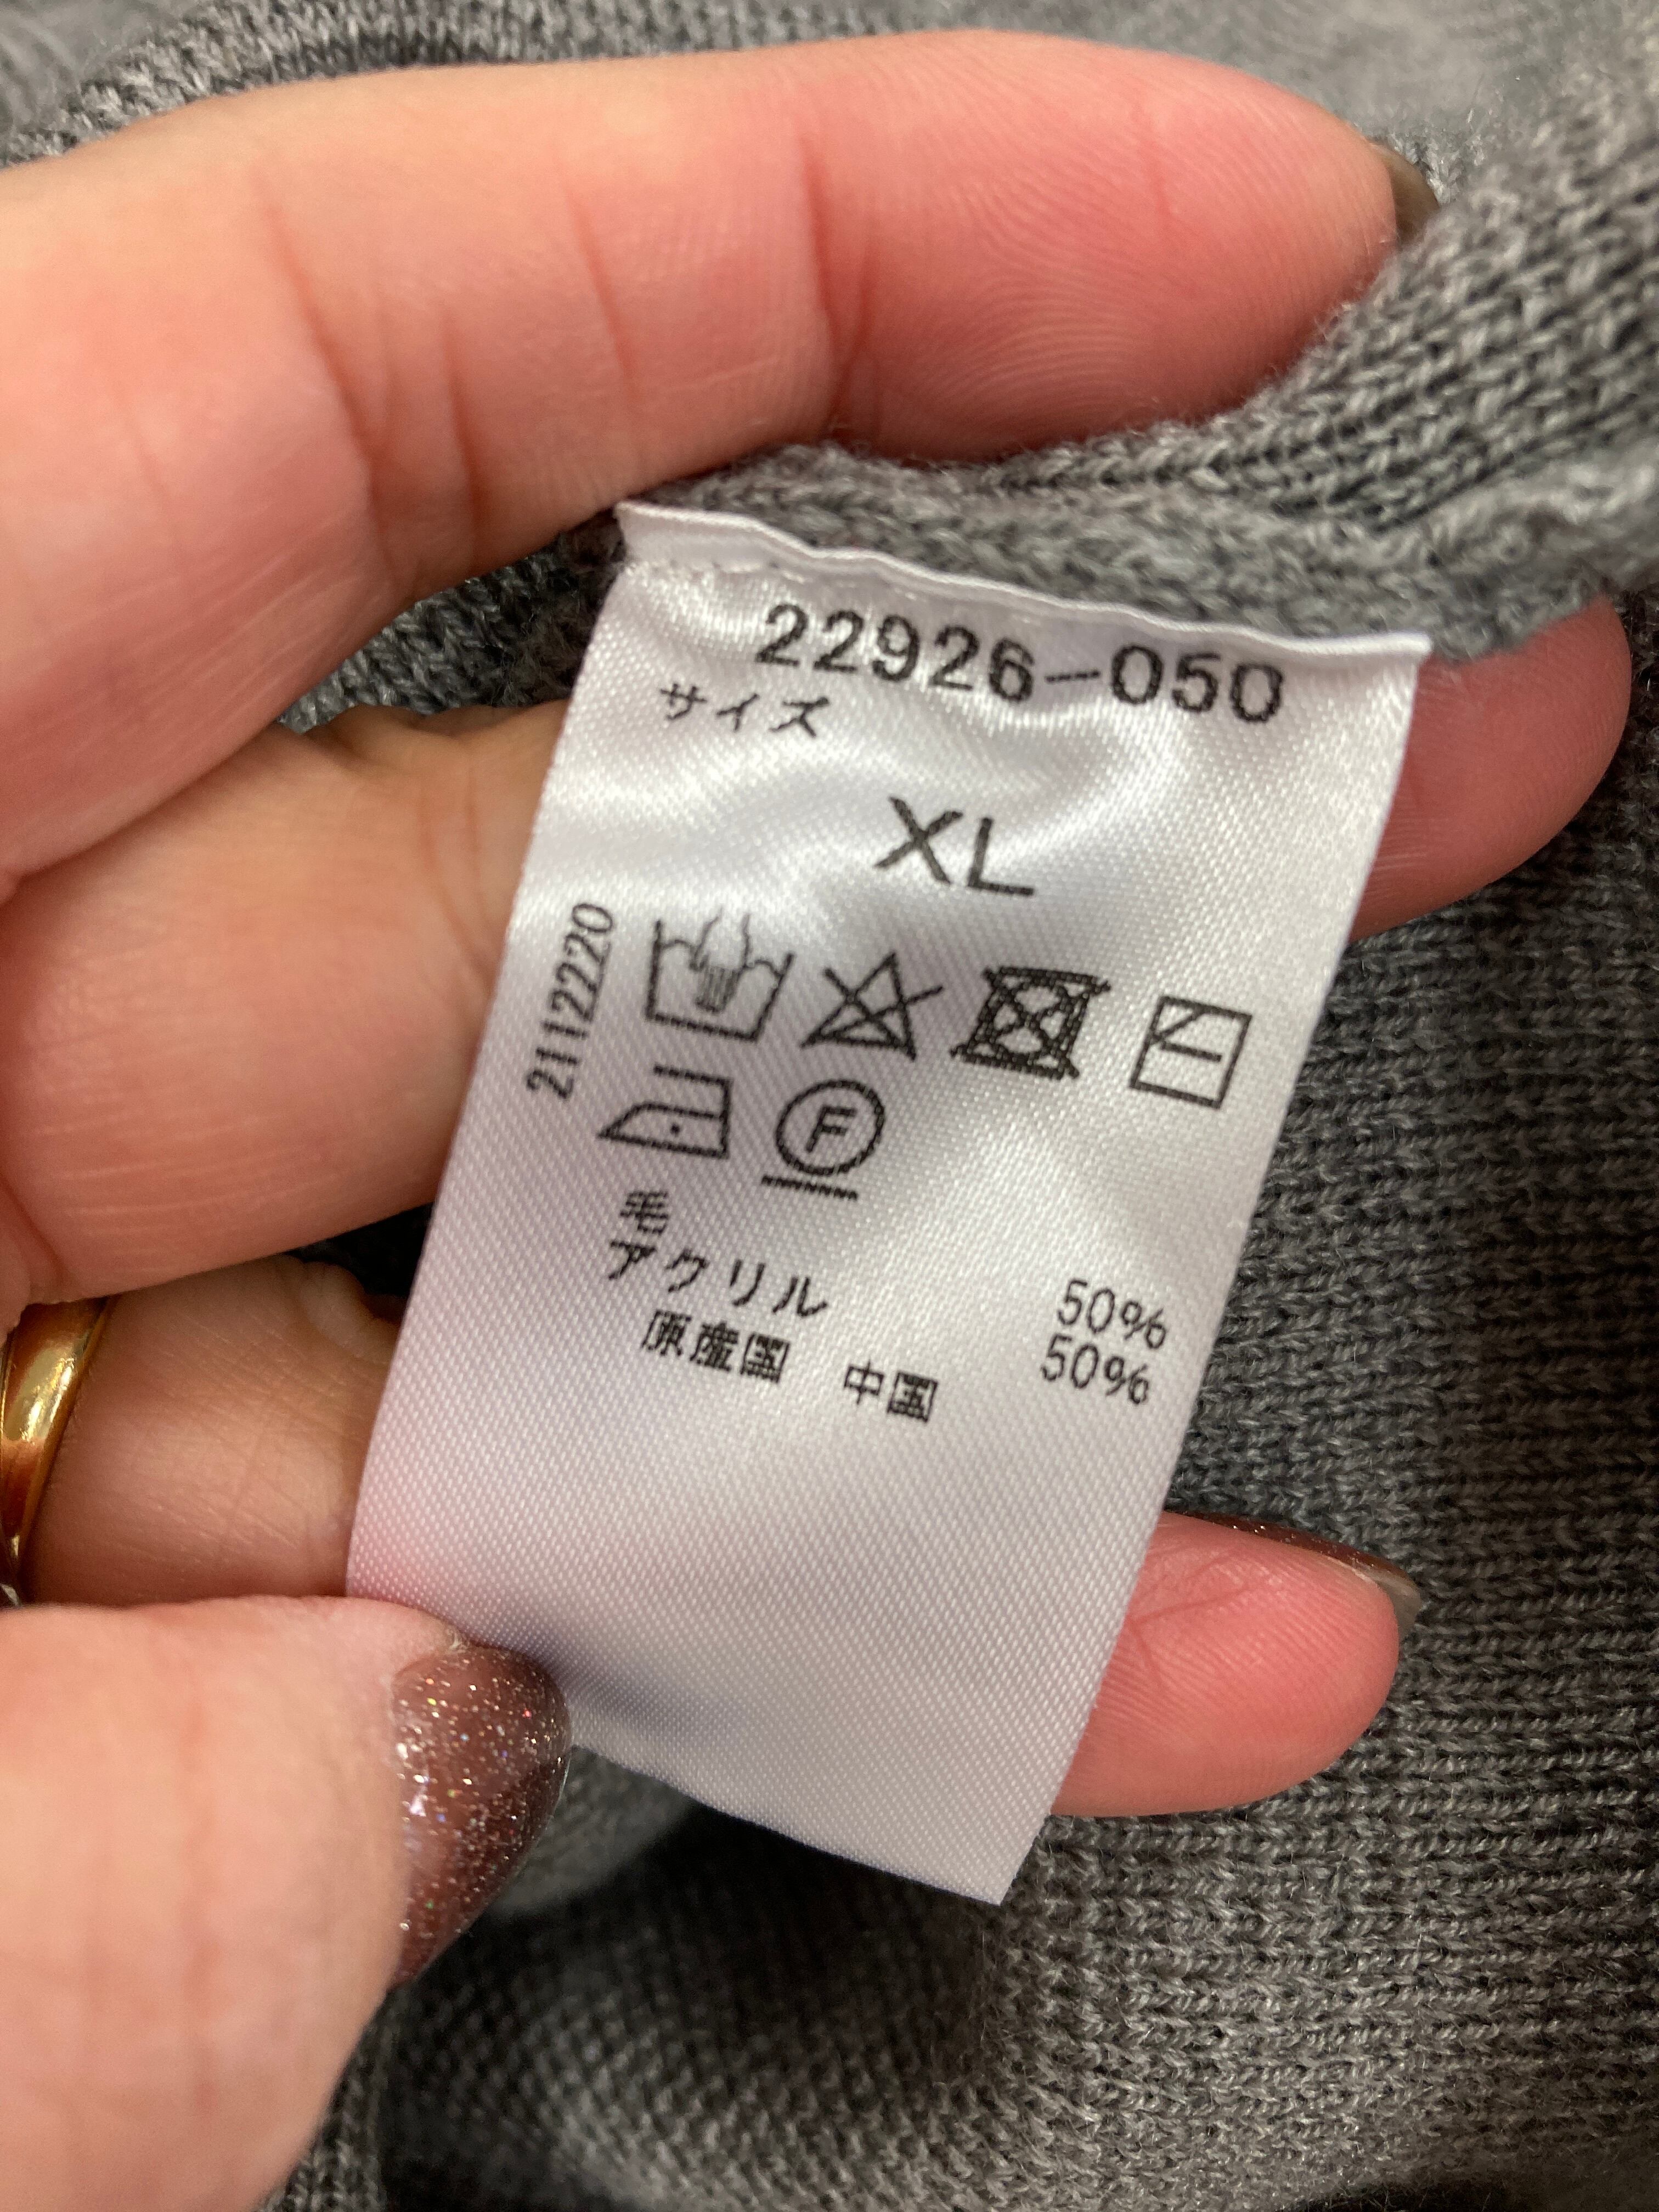 22926-050
サイズ
XL
2112220
F
毛 50%
アクリル 50%
原産国 中国